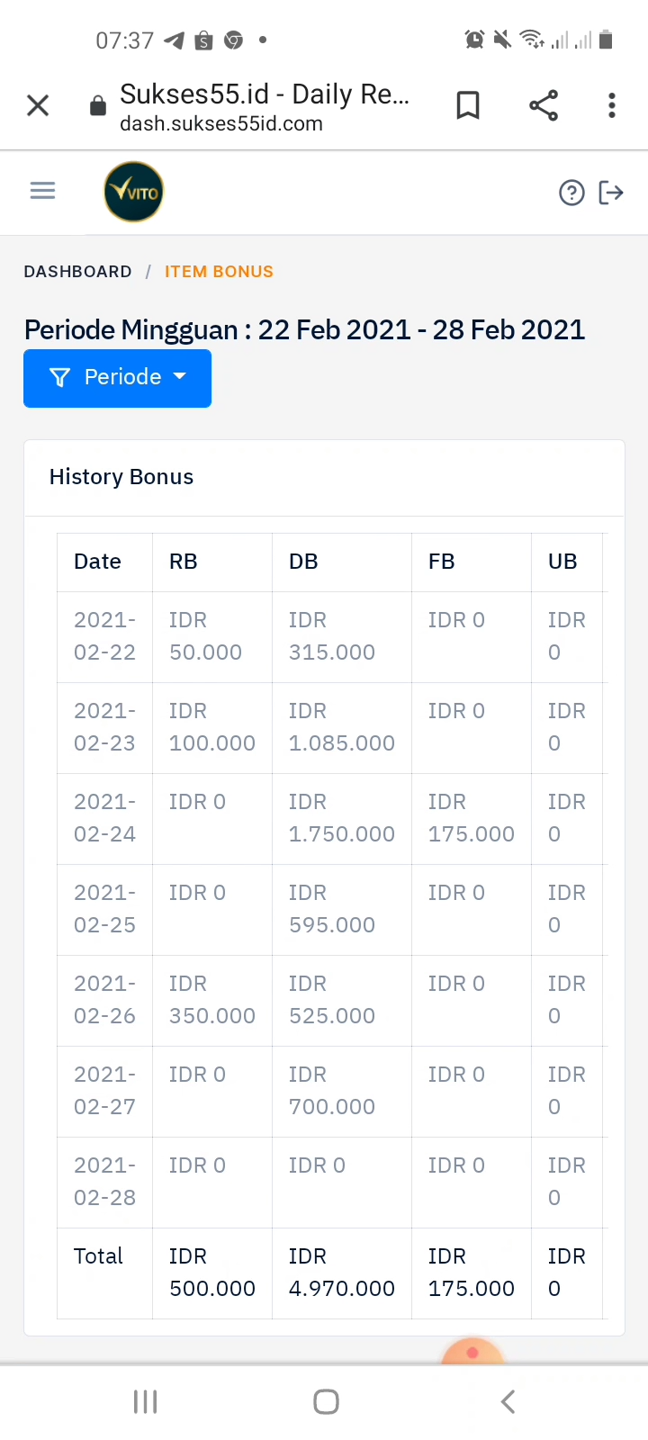 07:37
Sukses55.id - Daily Re...
dash.sukses55id.com
VITO
DASHBOARD / ITEM BONUS
Periode Mingguan : 22 Feb 2021 - 28 Feb 2021
Periode
History Bonus
Date RB DB FB UB
2021- IDR IDR IDR 0 IDR
02-22 50.000 315.000 0
2021- IDR IDR IDR 0 IDR
02-23 100.000 1.085.000 0
2021- IDR 0 IDR IDR IDR
02-24 1.750.000 175.000 0
2021- IDR 0 IDR IDR 0 IDR
02-25 595.000 0
2021- IDR IDR IDR 0 IDR
02-26 350.000 525.000 0
2021- IDR 0 IDR IDR 0 IDR
02-27 700.000 0
2021- IDR 0 IDR 0 IDR 0 IDR
02-28 0
Total IDR IDR IDR IDR
500.000 4.970.000 175.000 0